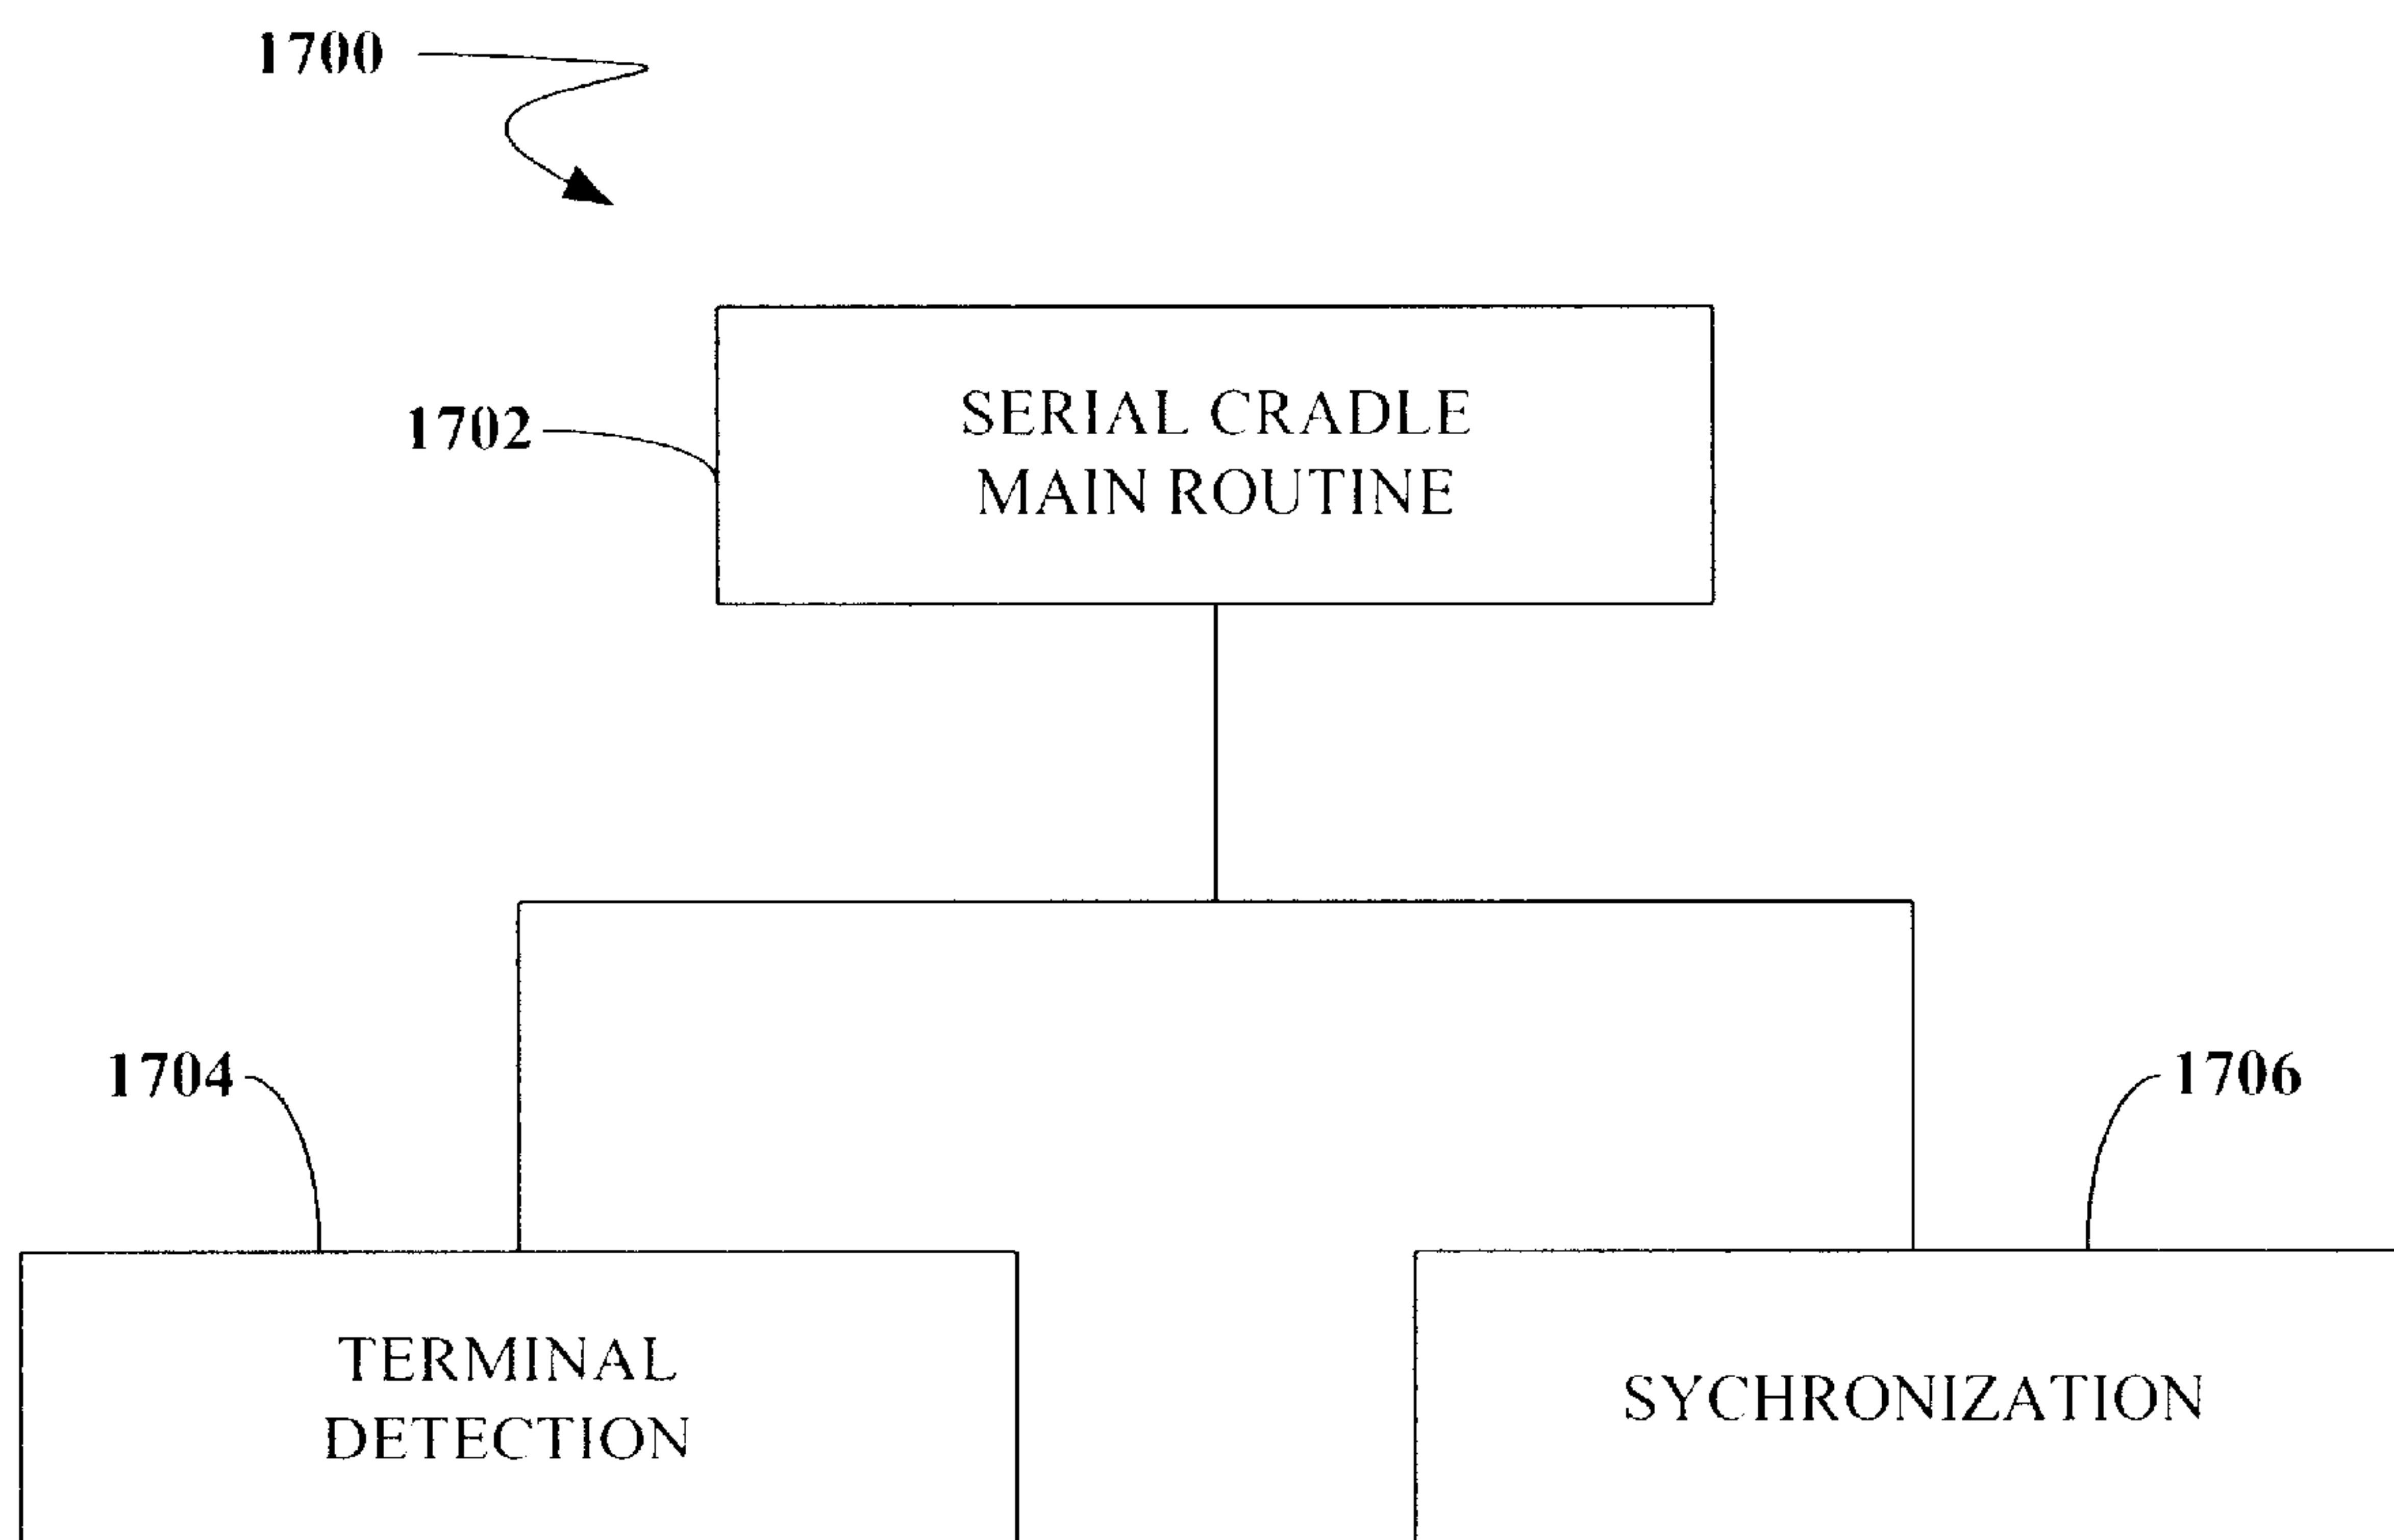 1700
1702
SERIAL CRADLE
MAIN ROUTINE
1704
1706
TERMINAL
DETECTION
SYCHRONIZATION